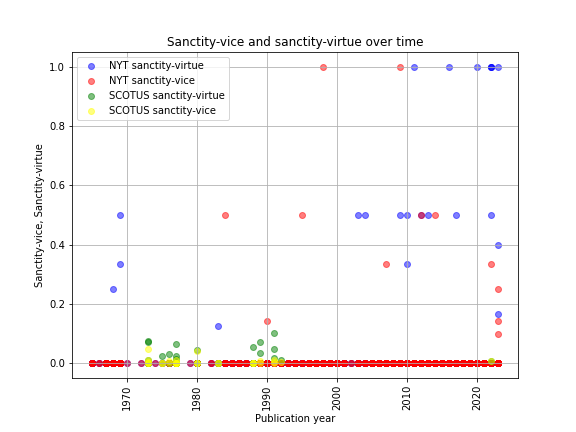 Sanctity-vice and sanctity-virtue over time
NYT sanctity-virtue
NYT sanctity-vice
SCOTUS sanctity-virtue
SCOTUS sanctity-vice
Sanctity-vice, Sanctity-virtue
1.0
0.8
0.6
0.4
0.2
0.0
1970
1980
1990
2000
2010
2020
Publication year